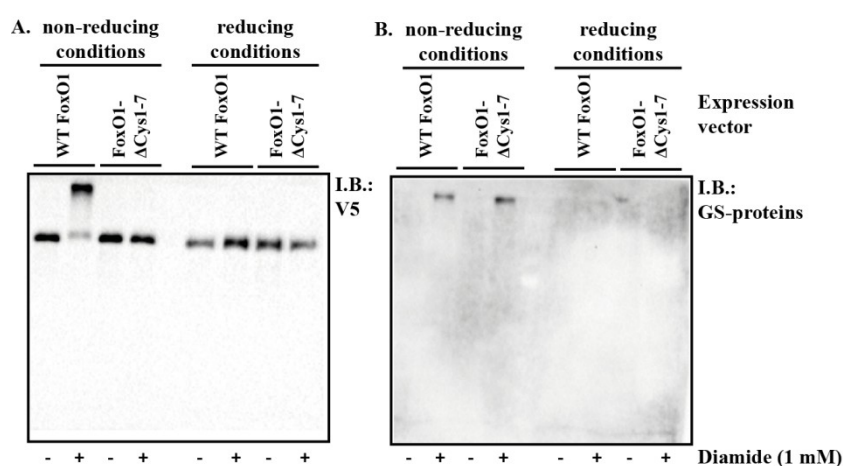 A. non-reducing conditions
reducing conditions
WT FoxO1
FoxO1-
ΔCys1-7
WT FoxO1
FoxO1-
ΔCys1-7
I.B.:
V5
- + - + - + - +
B. non-reducing conditions
reducing conditions
WT FoxO1
FoxO1-
ΔCys1-7
WT FoxO1
FoxO1-
ΔCys1-7
Expression
vector
I.B.:
GS-proteins
- + - + - + - +
Diamide (1 mM)